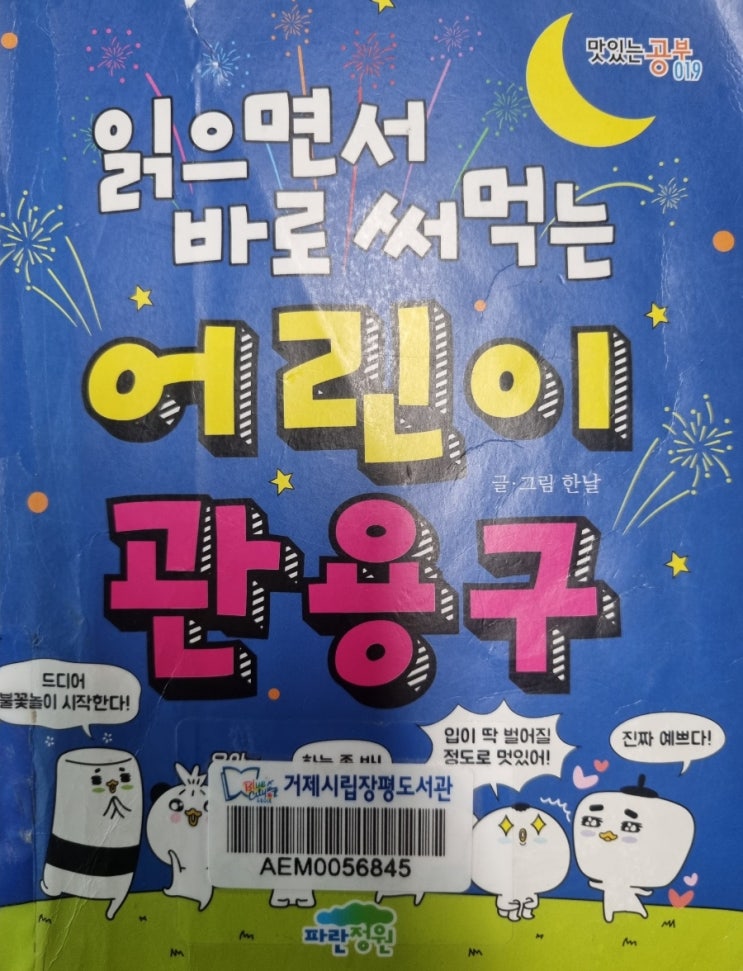 맛있는 공부
019
읽으면서
바로 써먹는
어린이
글·그림 한날
관용구
드디어
불꽃놀이 시작한다!
입이 딱 벌어질
정도로 멋있어!
진짜 예쁘다!
거제시립장평도서관
AEM0056845
파란정원